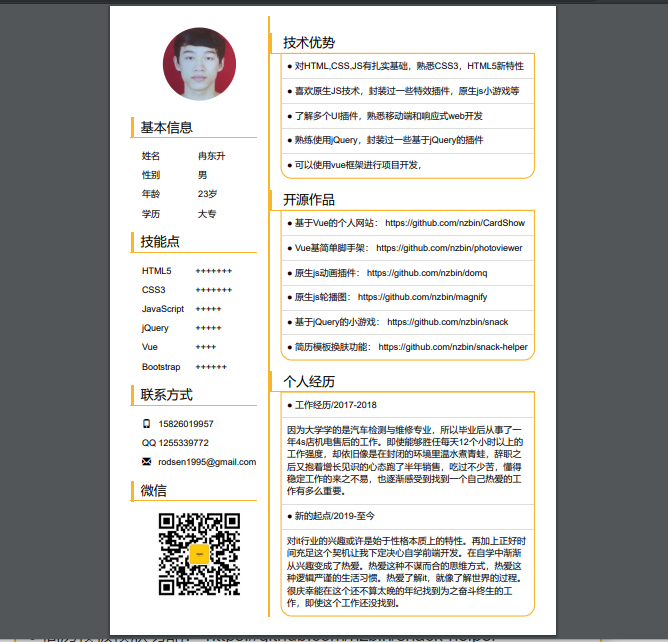 基本信息
姓名 冉东升
性别 男
年龄 23岁
学历 大专
技能点
HTML5 +++++++
CSS3 +++++++
JavaScript +++++
jQuery +++++
Vue ++++
Bootstrap ++++++
联系方式
15826019957
QQ 1255339772
rodsen1995@gmail.com
微信
技术优势
● 对HTML,CSS,JS有扎实基础，熟悉CSS3，HTML5新特性
● 喜欢原生JS技术，封装过一些特效插件，原生js小游戏等
● 了解多个UI插件，熟悉移动端和响应式web开发
● 熟练使用jQuery，封装过一些基于jQuery的插件
● 可以使用vue框架进行项目开发，
开源作品
● 基于Vue的个人网站： https://github.com/nzbin/CardShow
● Vue基简单脚手架： https://github.com/nzbin/photoviewer
● 原生js动画插件： https://github.com/nzbin/domq
● 原生js轮播图： https://github.com/nzbin/magnify
● 基于jQuery的小游戏： https://github.com/nzbin/snack
● 简历模板换肤功能： https://github.com/nzbin/snack-helper
个人经历
● 工作经历/2017-2018
因为大学学的是汽车检测与维修专业，所以毕业后从事了一
年4s店机电售后的工作。即使能够胜任每天12个小时以上的
工作强度，却依旧像是在封闭的环境里温水煮青蛙，辞职之
后又抱着增长见识的心态跑了半年销售，吃过不少苦，懂得
稳定工作的来之不易，也逐渐感受到找到一个自己热爱的工
作有多么重要。
● 新的起点/2019-至今
对it行业的兴趣或许是始于性格本质上的特性。再加上正好时
间充足这个契机让我下定决心自学前端开发。在自学中渐渐
从兴趣变成了热爱。热爱这种不谋而合的思维方式，热爱这
种逻辑严谨的生活习惯。热爱了解it，就像了解世界的过程。
很庆幸能在这个还不算太晚的年纪找到为之奋斗终生的工
作，即使这个工作还没找到。